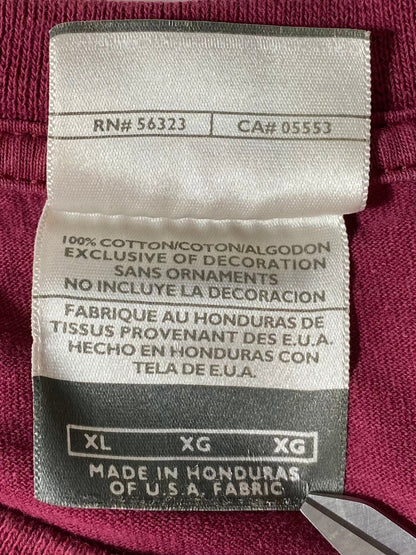 RN# 56323 | CA# 05553
100% COTTON/COTON/ALGODON
EXCLUSIVE OF DECORATION
SANS ORNAMENTS
NO INCLUYE LA DECORACION
FABRIQUE AU HONDURAS DE
TISSUS PROVENANT DES E.U.A.
HECHO EN HONDURAS CON
TELA DE E.U.A.
XL XG XG
MADE IN HONDURAS
OF U.S.A. FABRIC